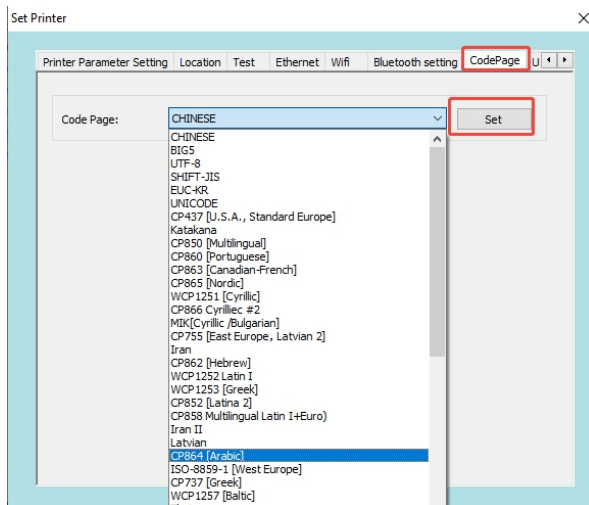 Set Printer
Printer Parameter Setting Location Test Ethernet Wifi Bluetooth setting CodePage U
Code Page: CHINESE Set
CHINESE
BIG5
UTF-8
SHIFT-JIS
EUC-KR
UNICODE
CP437 [U.S.A., Standard Europe]
Katakana
CP850 [Multilingual]
CP860 [Portuguese]
CP863 [Canadian-French]
CP865 [Nordic]
WCP1251 [Cyrillic]
CP866 Cyrilliec #2
MIK[Cyrillic /Bulgarian]
CP755 [East Europe, Latvian 2]
Iran
CP862 [Hebrew]
WCP1252 Latin I
WCP1253 [Greek]
CP852 [Latina 2]
CP858 Multilingual Latin I+Euro)
Iran II
Latvian
CP864 [Arabic]
ISO-8859-1 [West Europe]
CP737 [Greek]
WCP1257 [Baltic]